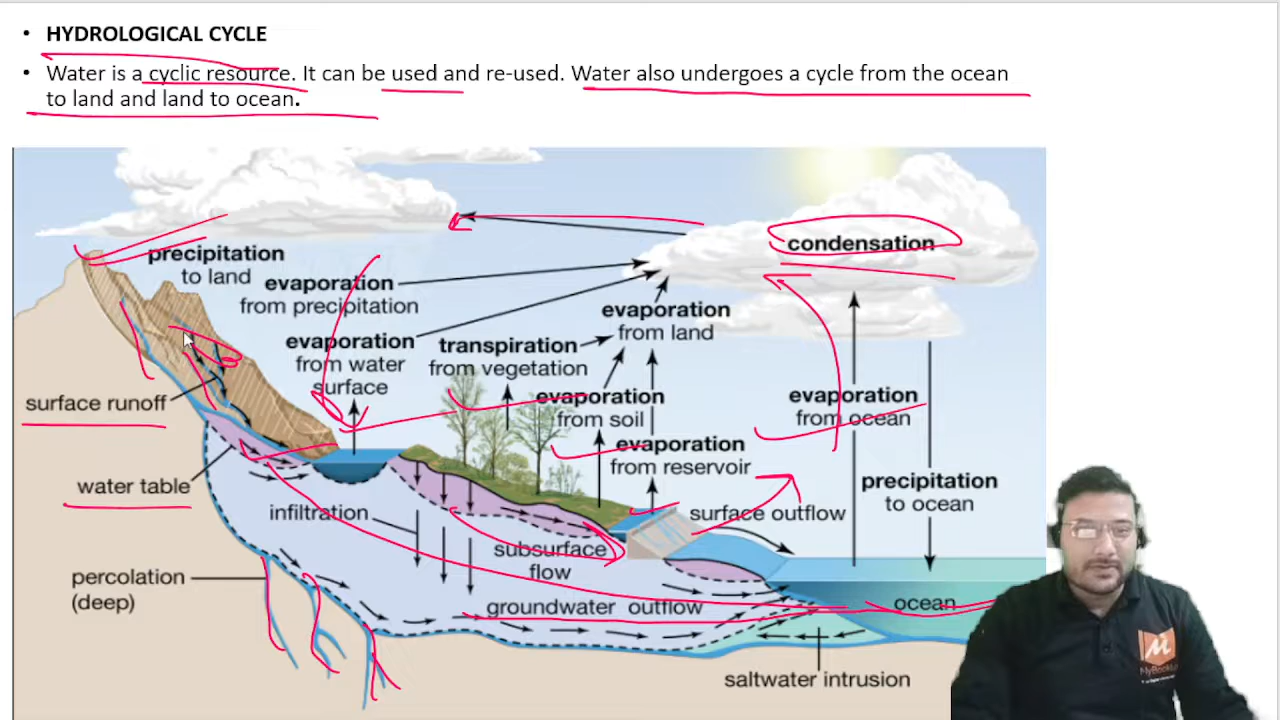 • HYDROLOGICAL CYCLE
• Water is a cyclic resource. It can be used and re-used. Water also undergoes a cycle from the ocean
to land and land to ocean.
condensation
precipitation
to land
evaporation
from precipitation
evaporation
from land
evaporation
from water
surface
transpiration
from vegetation
surface runoff
evaporation
from soil
evaporation
from ocean
evaporation
from reservoir
water table
precipitation
to ocean
infiltration
surface outflow
subsurface
flow
percolation
(deep)
groundwater outflow
ocean
saltwater intrusion